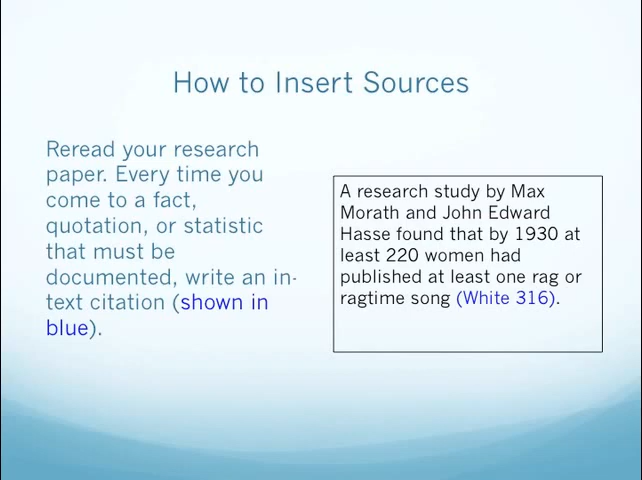 How to Insert Sources
Reread your research
paper. Every time you
come to a fact,
quotation, or statistic
that must be
documented, write an in-
text citation (shown in
blue).
A research study by Max
Morath and John Edward
Hasse found that by 1930 at
least 220 women had
published at least one rag or
ragtime song (White 316).